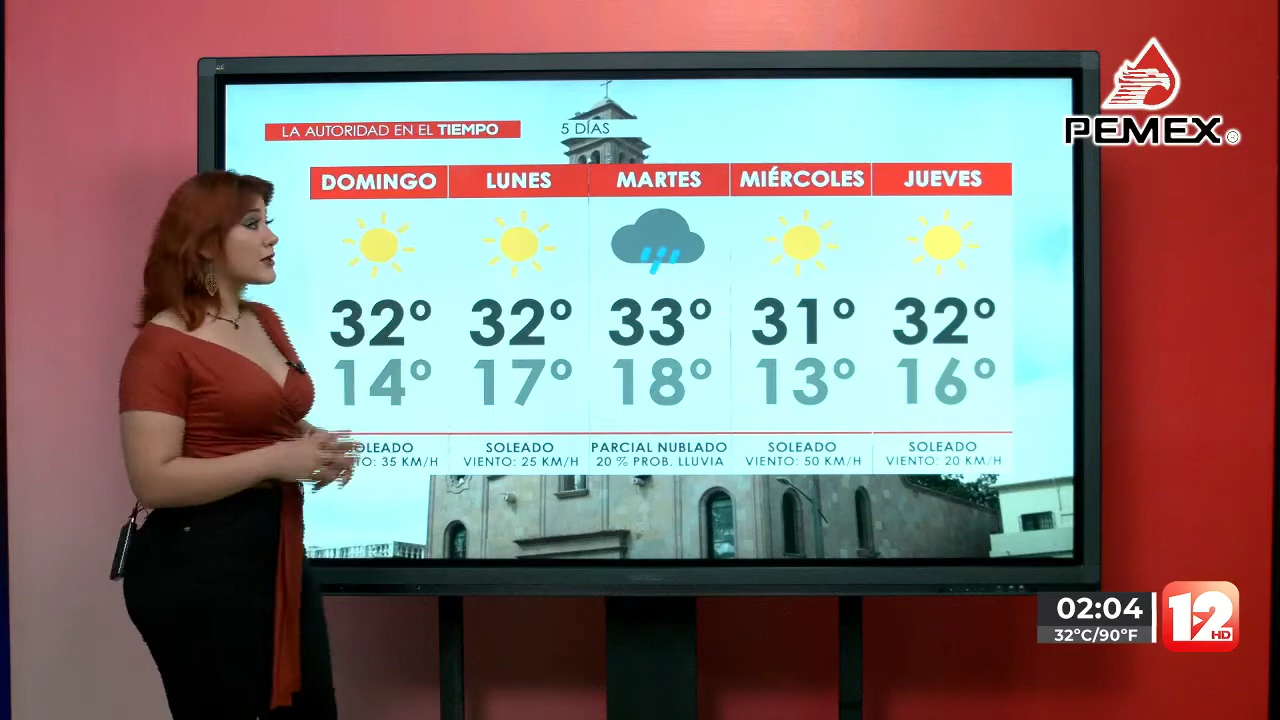 PEMEX
LA AUTORIDAD EN EL TIEMPO
5 DÍAS
DOMINGO LUNES MARTES MIÉRCOLES JUEVES
32° 32° 33° 31° 32°
14° 17° 18° 13° 16°
OLEADO SOLEADO PARCIAL NUBLADO SOLEADO SOLEADO
TO: 35 KM/H VIENTO: 25 KM/H 20 % PROB. LLUVIA VIENTO: 50 KM/H VIENTO: 20 KM/H
02:04
32°C/90°F
12
HD